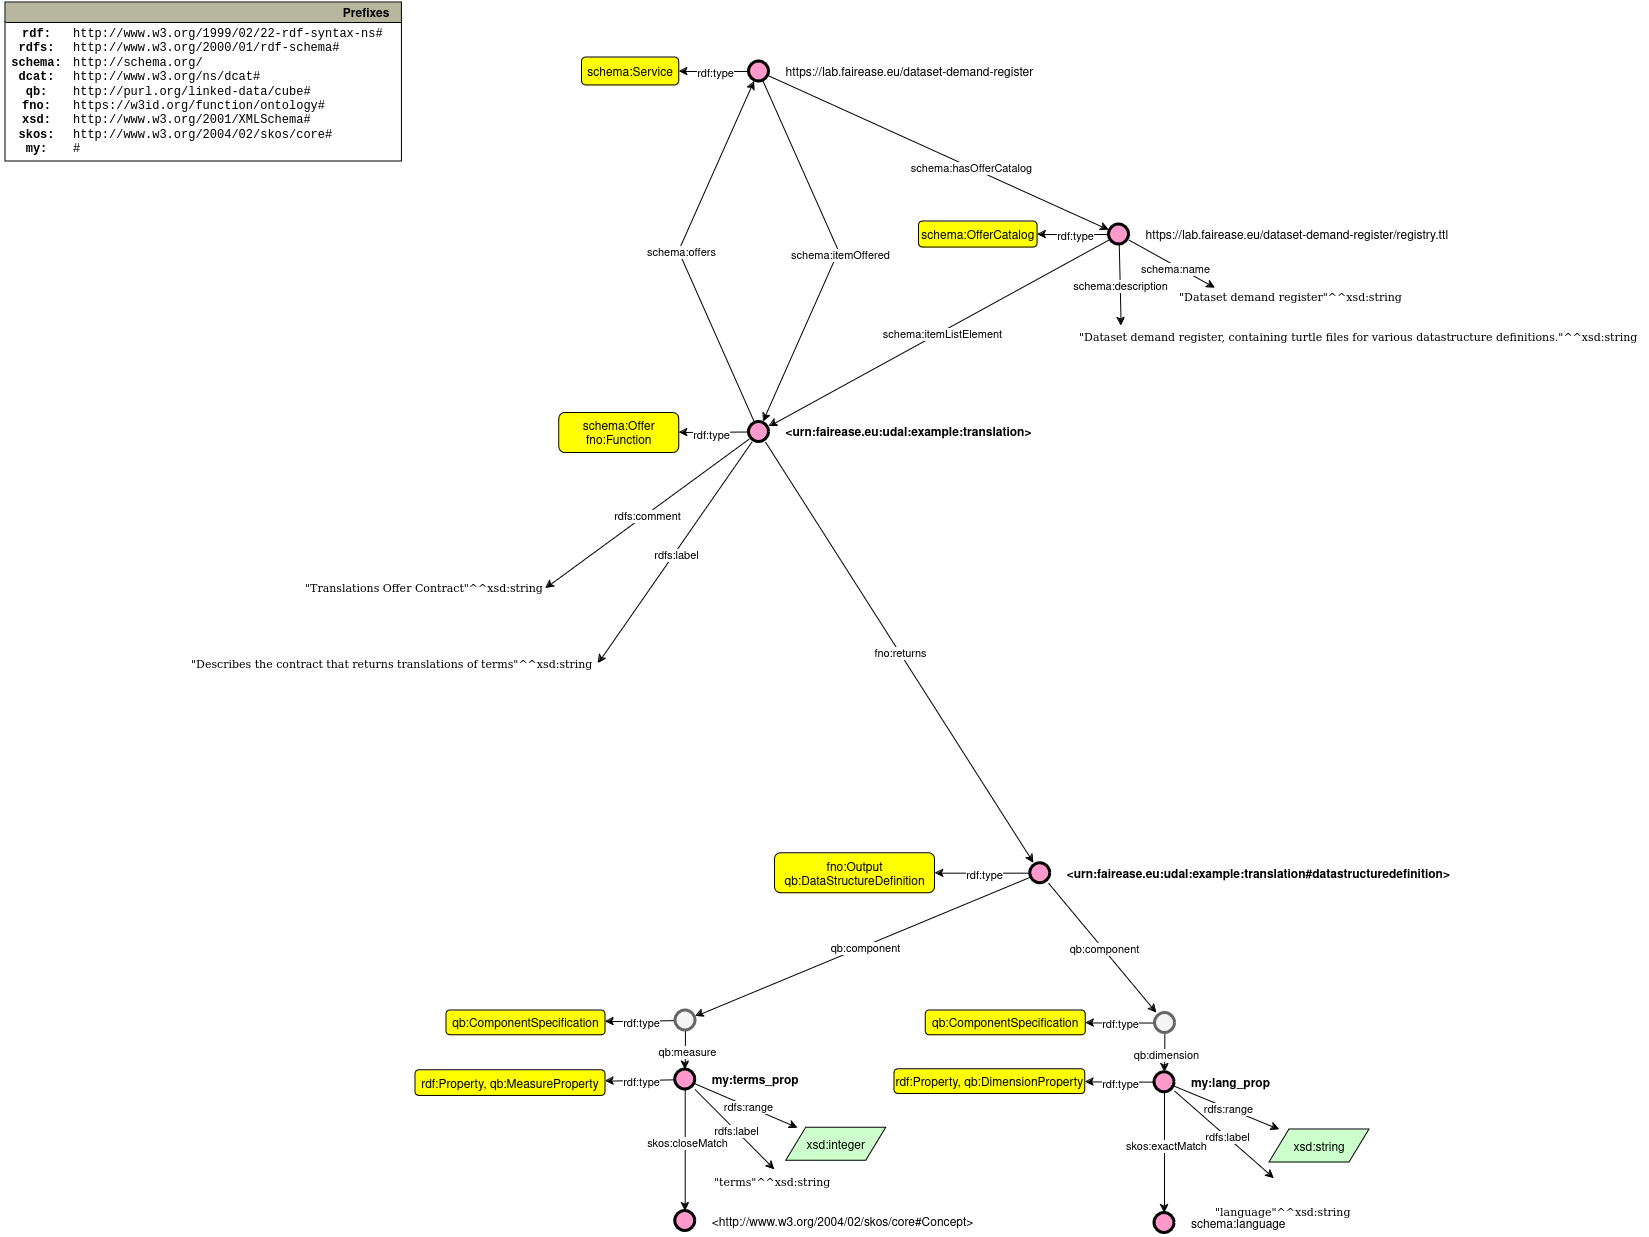 Prefixes
rdf: http://www.w3.org/1999/02/22-rdf-syntax-ns#
rdfs: http://www.w3.org/2000/01/rdf-schema#
schema: http://schema.org/
dcat: http://www.w3.org/ns/dcat#
qb: http://purl.org/linked-data/cube#
fno: https://w3id.org/function/ontology#
xsd: http://www.w3.org/2001/XMLSchema#
skos: http://www.w3.org/2004/02/skos/core#
my: #
schema:Service
rdf:type
https://lab.fairease.eu/dataset-demand-register
schema:hasOfferCatalog
schema:OfferCatalog
rdf:type
https://lab.fairease.eu/dataset-demand-register/registry.ttl
schema:offers
schema:itemOffered
schema:name
schema:description
"Dataset demand register"^^xsd:string
schema:itemListElement
"Dataset demand register, containing turtle files for various datastructure definitions."^^xsd:string
schema:Offer
fno:Function
rdf:type
<urn:fairease.eu:udal:example:translation>
rdfs:comment
rdfs:label
"Translations Offer Contract"^^xsd:string
"Describes the contract that returns translations of terms"^^xsd:string
fno:returns
fno:Output
qb:DataStructureDefinition
rdf:type
<urn:fairease.eu:udal:example:translation#datastructuredefinition>
qb:component
qb:component
qb:ComponentSpecification
rdf:type
qb:ComponentSpecification
rdf:type
qb:measure
qb:dimension
rdf:Property, qb:MeasureProperty
rdf:type
my:terms_prop
rdf:Property, qb:DimensionProperty
rdf:type
my:lang_prop
rdfs:range
rdfs:label
skos:closeMatch
xsd:integer
rdfs:range
rdfs:label
skos:exactMatch
xsd:string
"terms"^^xsd:string
"language"^^xsd:string
<http://www.w3.org/2004/02/skos/core#Concept>
schema:language